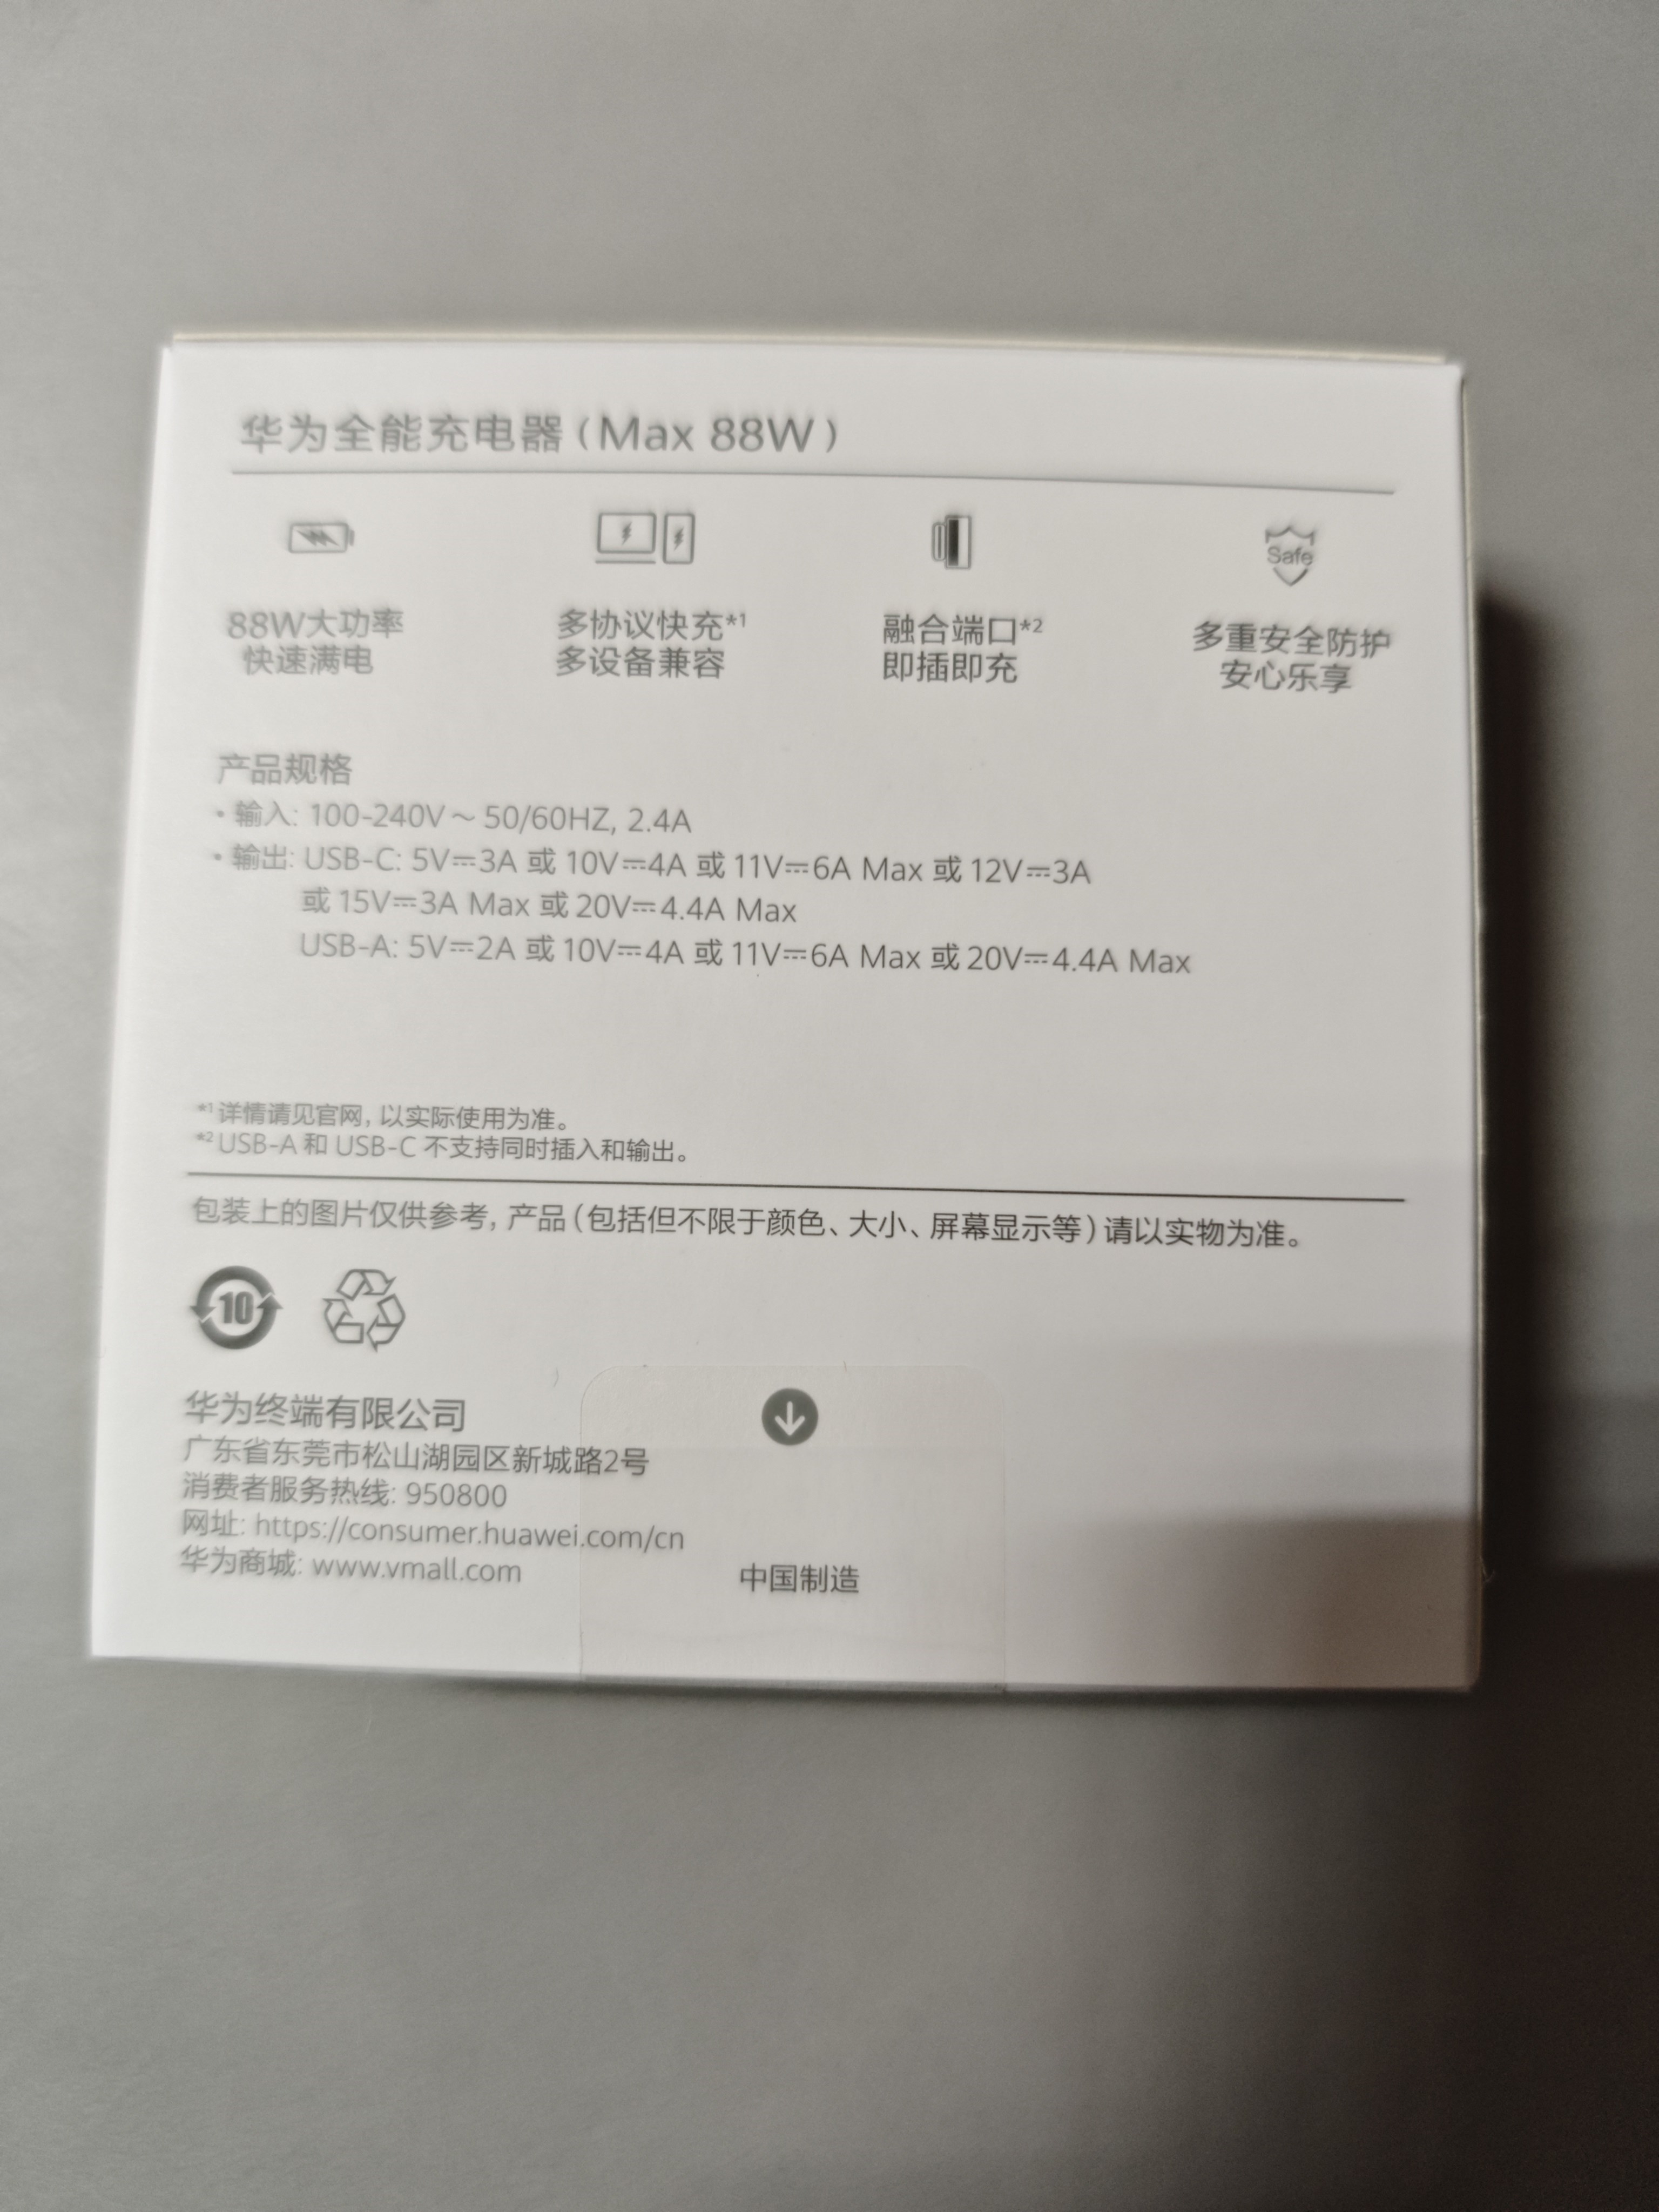 华为全能充电器(Max 88W)
Safe
88W大功率
快速满电
多协议快充*1
多设备兼容
融合端口*2
即插即充
多重安全防护
安心乐享
产品规格
·输入: 100-240V～50/60HZ, 2.4A
·输出: USB-C: 5V⎓3A 或 10V⎓4A 或 11V⎓6A Max 或 12V⎓3A
或 15V⎓3A Max 或 20V⎓4.4A Max
USB-A: 5V⎓2A 或 10V⎓4A 或 11V⎓6A Max 或 20V⎓4.4A Max
*1 详情请见官网, 以实际使用为准。
*2 USB-A 和 USB-C 不支持同时插入和输出。
包装上的图片仅供参考, 产品(包括但不限于颜色、大小、屏幕显示等)请以实物为准。
10
华为终端有限公司
广东省东莞市松山湖园区新城路2号
消费者服务热线: 950800
网址: https://consumer.huawei.com/cn
华为商城: www.vmall.com
中国制造